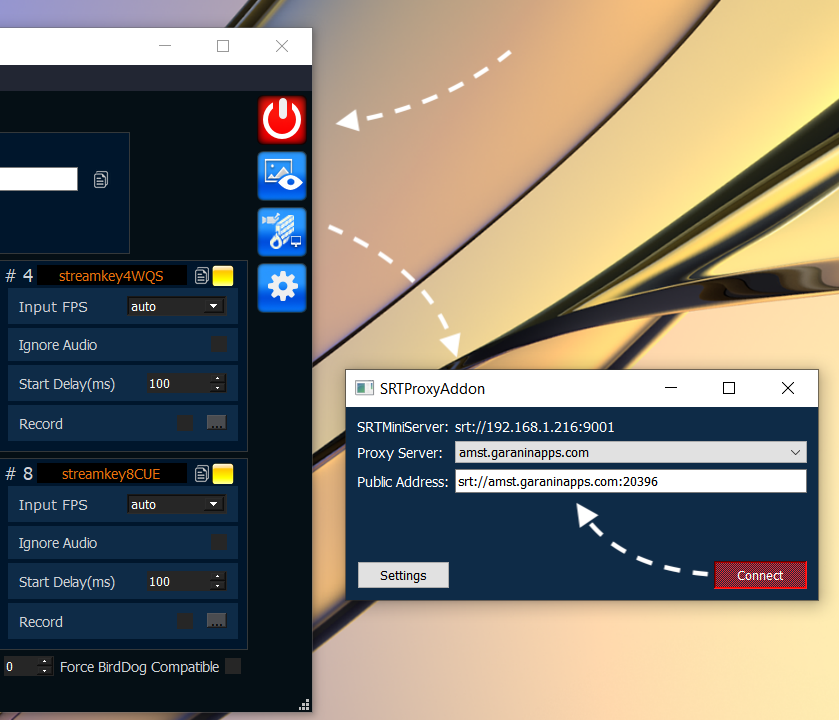 # 4 streamkey4WQS
Input FPS auto
Ignore Audio
Start Delay(ms) 100
Record ...
# 8 streamkey8CUE
Input FPS auto
Ignore Audio
Start Delay(ms) 100
Record ...
0 Force BirdDog Compatible
SRTProxyAddon
SRTMiniServer: srt://192.168.1.216:9001
Proxy Server: amst.garaninapps.com
Public Address: srt://amst.garaninapps.com:20396
Settings Connect